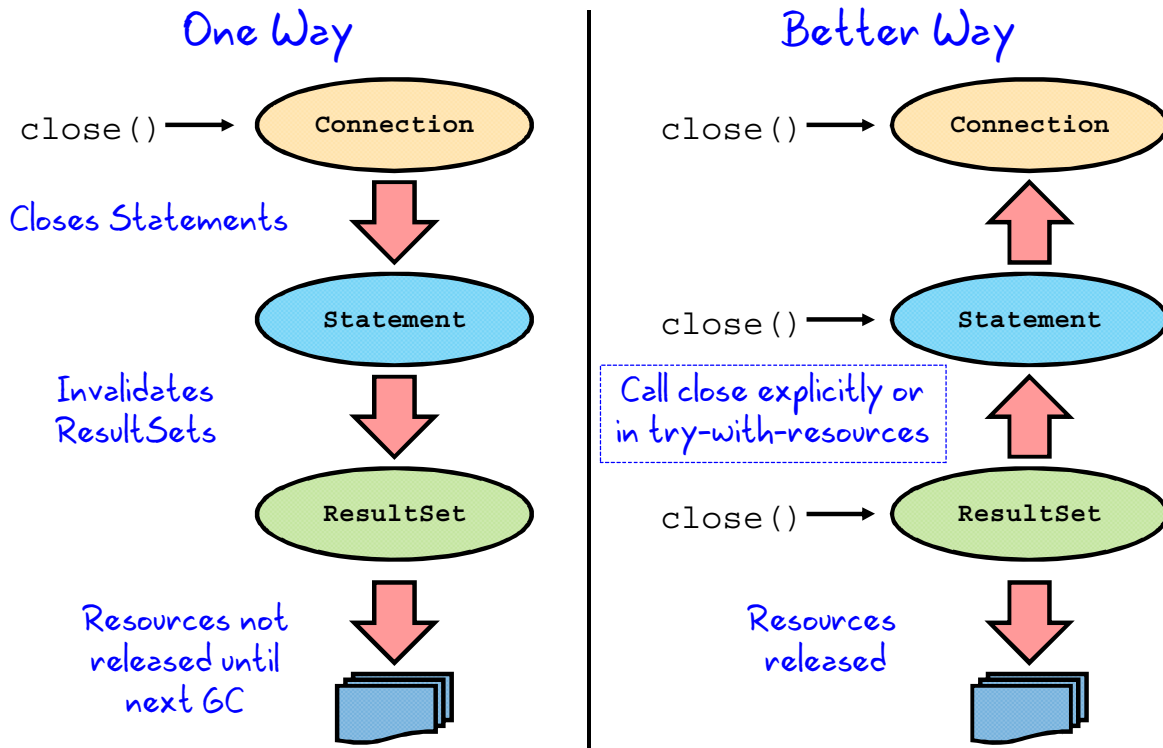 One Way
close()
Connection
Closes Statements
Statement
Invalidates
ResultSets
ResultSet
Resources not
released until
next GC
Better Way
close()
Connection
close()
Statement
Call close explicitly or
in try-with-resources
close()
ResultSet
Resources
released